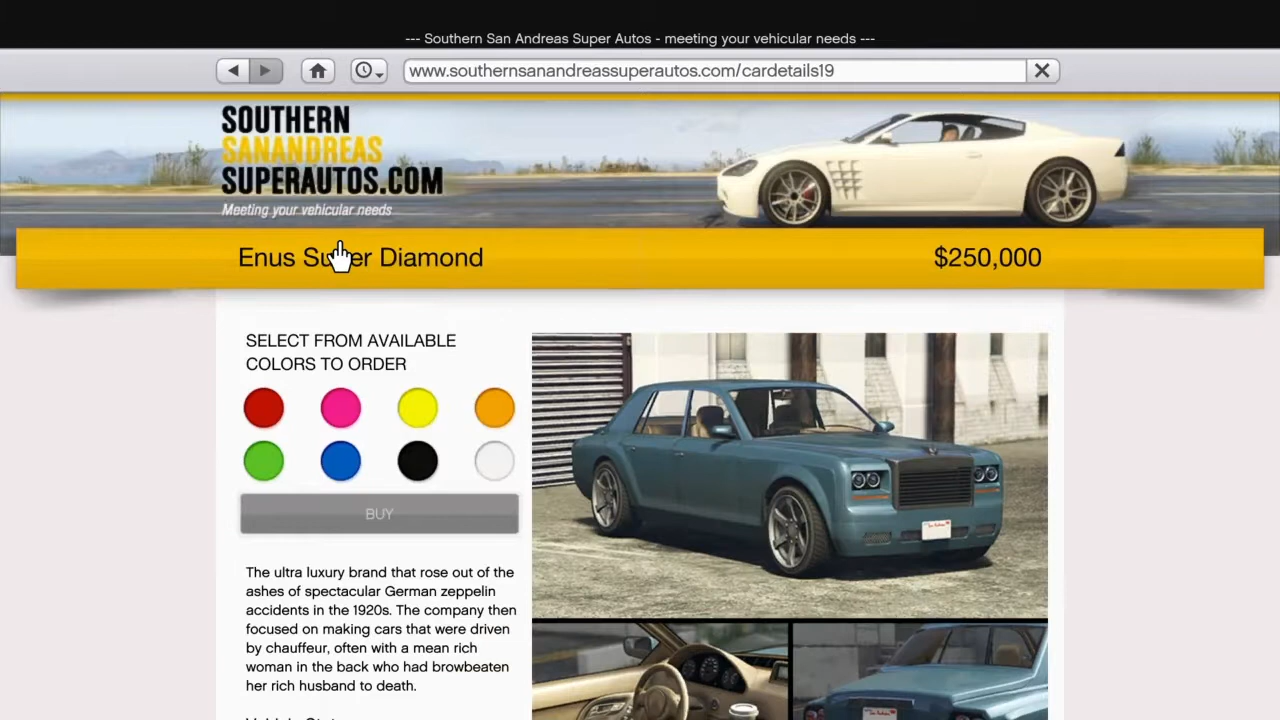 --- Southern San Andreas Super Autos - meeting your vehicular needs ---
www.southernsanandreassuperautos.com/cardetails19
SOUTHERN
SANANDREAS
SUPERAUTOS.COM
Meeting your vehicular needs
Enus Super Diamond
$250,000
SELECT FROM AVAILABLE
COLORS TO ORDER
BUY
The ultra luxury brand that rose out of the
ashes of spectacular German zeppelin
accidents in the 1920s. The company then
focused on making cars that were driven
by chauffeur, often with a mean rich
woman in the back who had browbeaten
her rich husband to death.